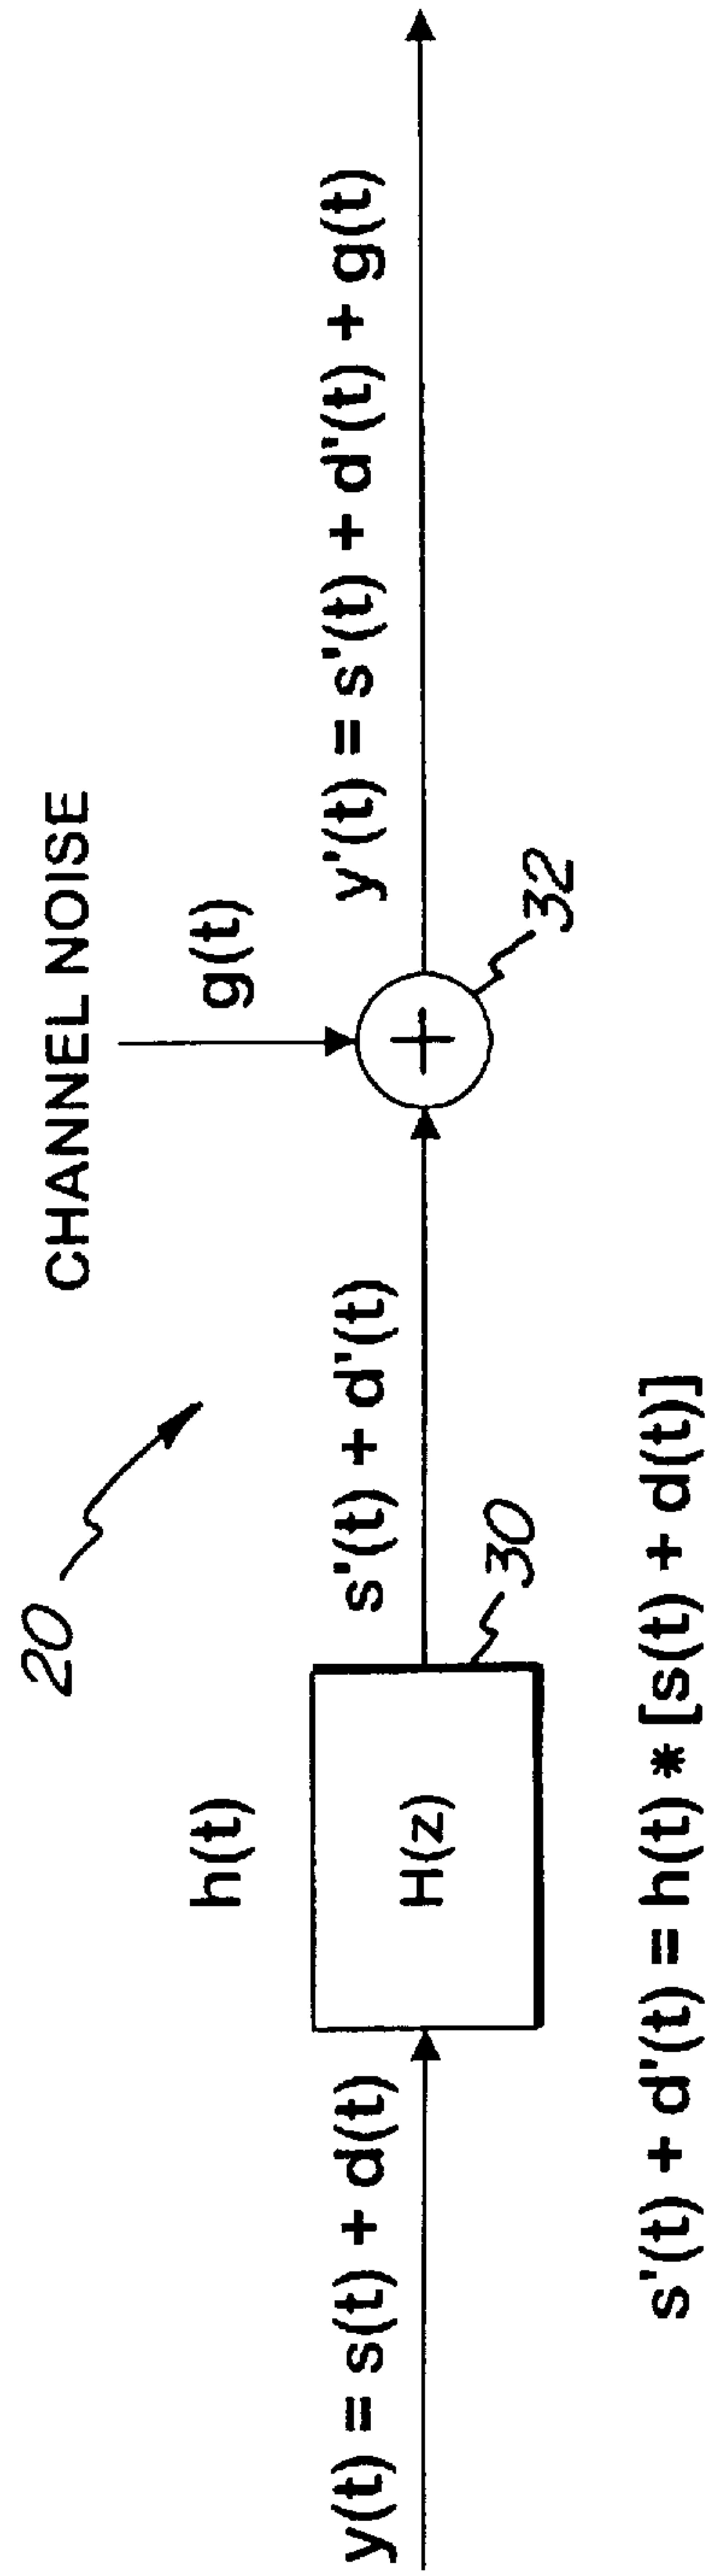 CHANNEL NOISE
20
h(t)
g(t)
y(t) = s(t) + d(t)
H(z)
s'(t) + d'(t)
y'(t) = s'(t) + d'(t) + g(t)
30
32
s'(t) + d'(t) = h(t) * [s(t) + d(t)]